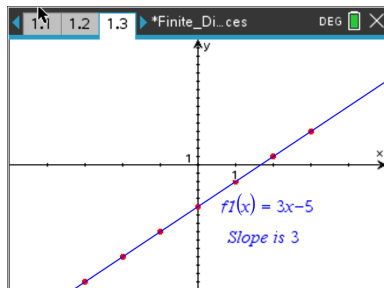 1.1 1.2 1.3 *Finite_Di...ces DEG
y
x
1
1
f1(x) = 3x−5
Slope is 3